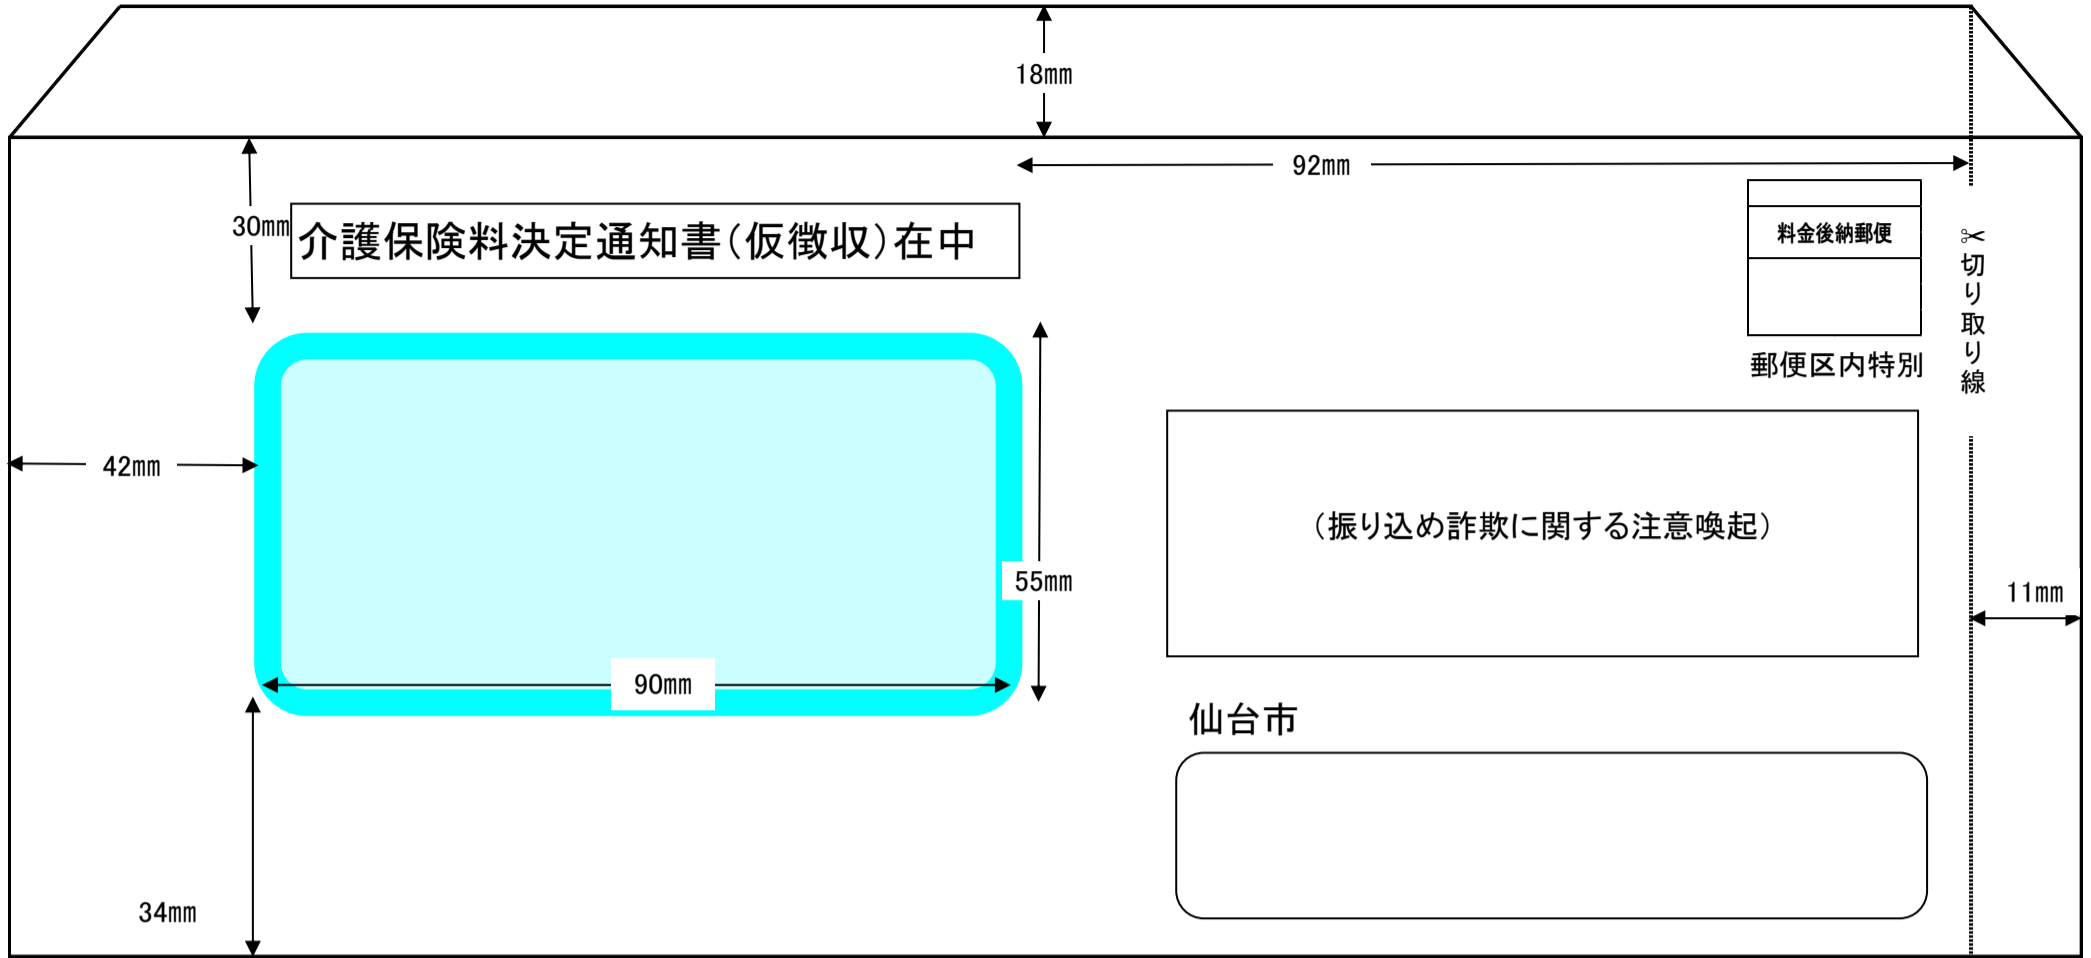 18mm
92mm
30mm
介護保険料決定通知書(仮徴収)在中
料金後納郵便
郵便区内特別
✂切り取り線
42mm
(振り込め詐欺に関する注意喚起)
55mm
11mm
90mm
仙台市
34mm